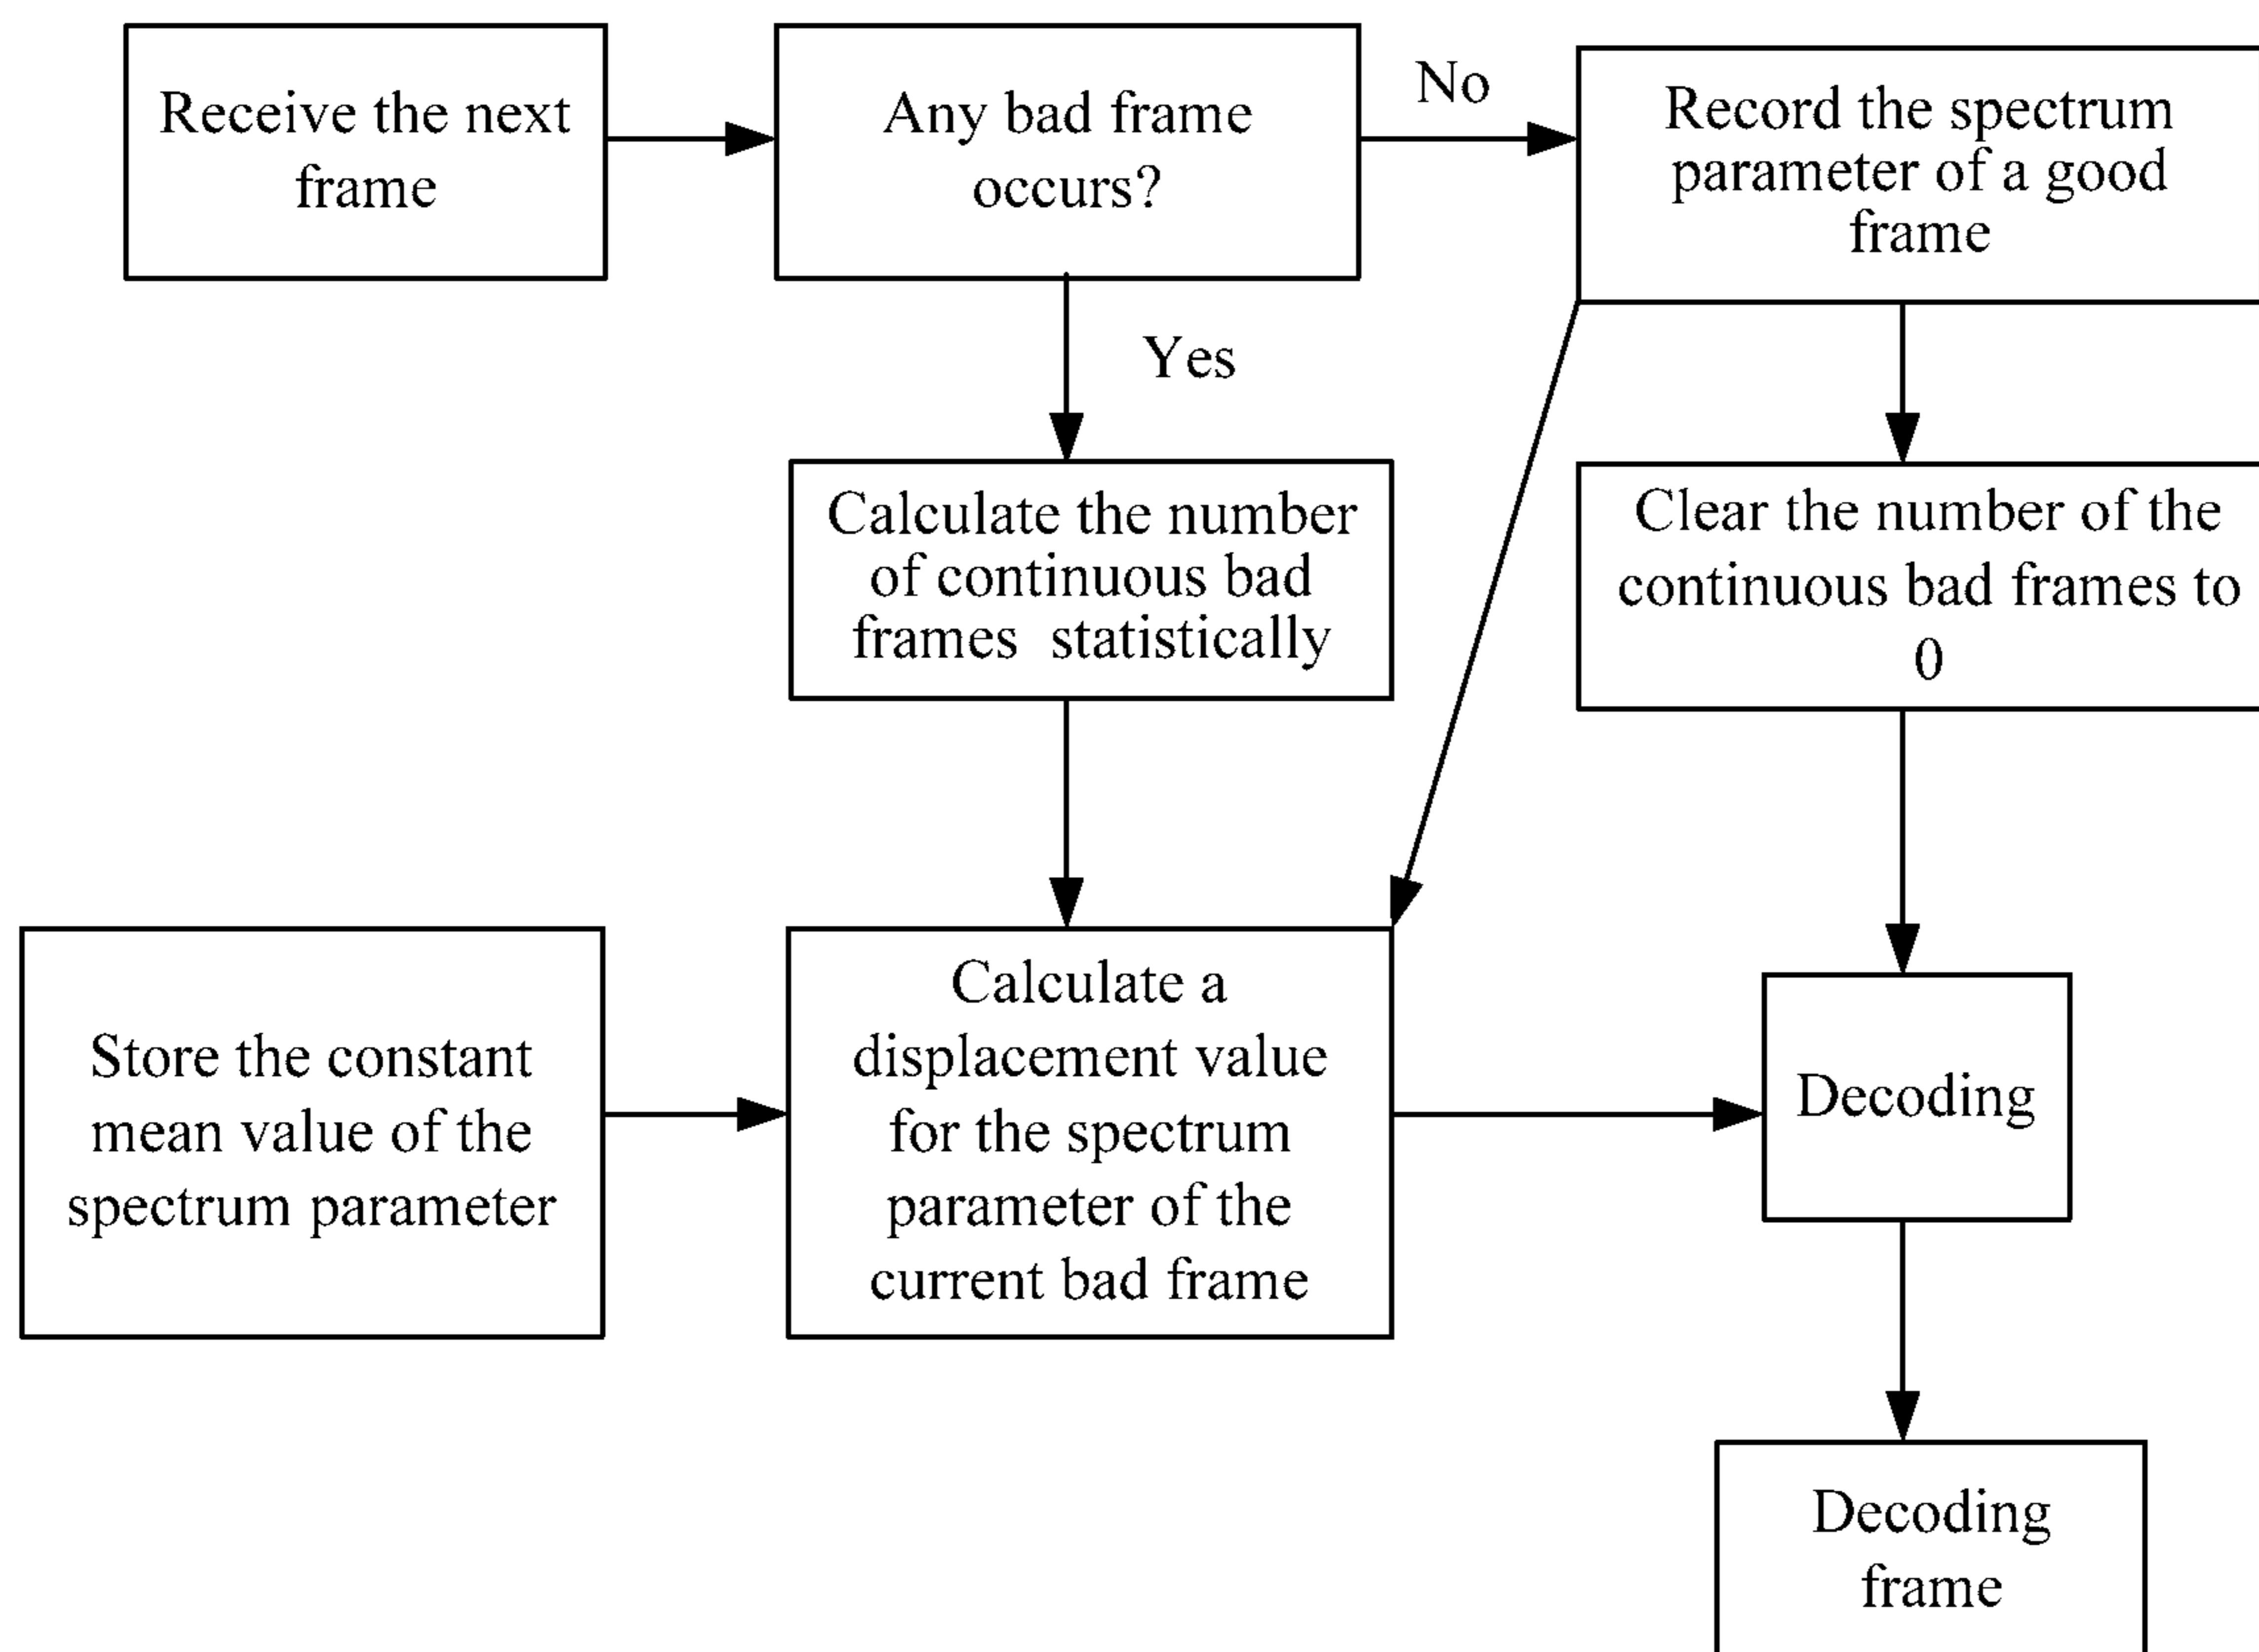 Receive the next
frame
Any bad frame
occurs?
No
Record the spectrum
parameter of a good
frame
Yes
Calculate the number
of continuous bad
frames statistically
Clear the number of the
continuous bad frames to
0
Store the constant
mean value of the
spectrum parameter
Calculate a
displacement value
for the spectrum
parameter of the
current bad frame
Decoding
Decoding
frame